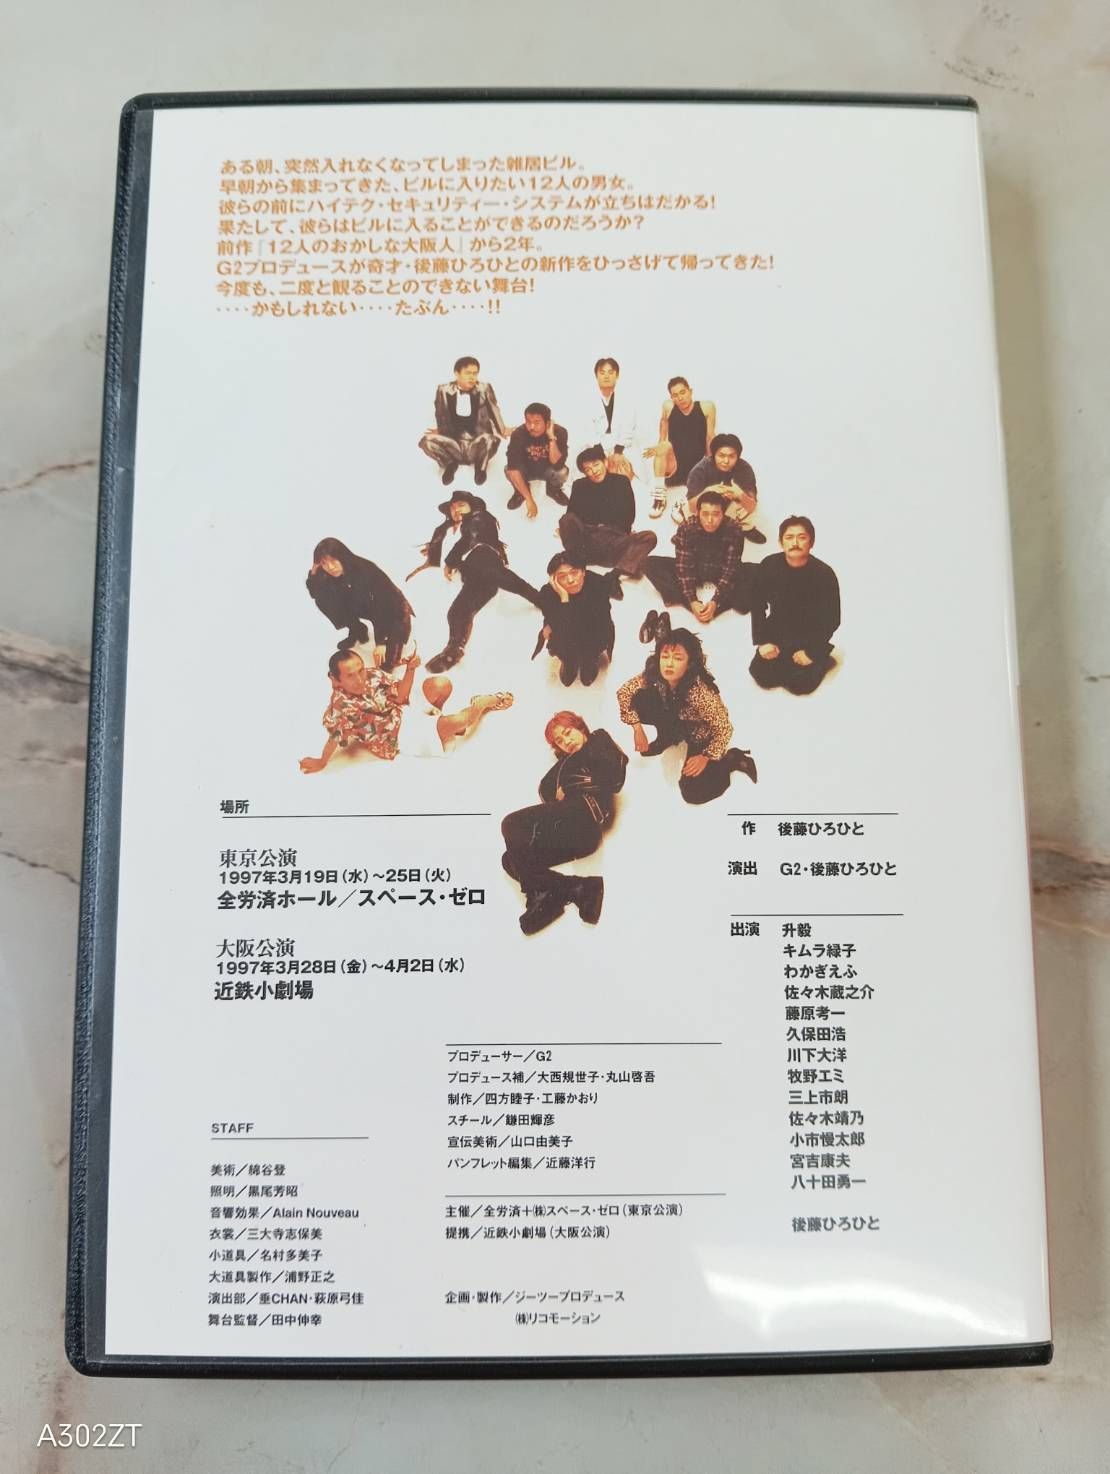 ある朝、突然入れなくなってしまった雑居ビル。
早朝から集まってきた、ビルに入りたい12人の男女。
彼らの前にハイテク・セキュリティー・システムが立ちはだかる!
果たして、彼らはビルに入ることができるのだろうか?
前作『12人のおかしな大阪人』から2年。
G2プロデュースが奇才・後藤ひろひとの新作をひっさげて帰ってきた!
今度も、二度と観ることのできない舞台!
‥‥かもしれない‥‥たぶん‥‥!!
場所
東京公演
1997年3月19日(水)~25日(火)
全労済ホール/スペース・ゼロ
大阪公演
1997年3月28日(金)~4月2日(水)
近鉄小劇場
作 後藤ひろひと
演出 G2・後藤ひろひと
出演 升毅
キムラ緑子
わかぎえふ
佐々木蔵之介
藤原考一
久保田浩
川下大洋
牧野エミ
三上市朗
佐々木靖乃
小市慢太郎
宮吉康夫
八十田勇一
後藤ひろひと
プロデューサー/G2
プロデュース補/大西規世子・丸山啓吾
制作/四方睦子・工藤かおり
スチール/鎌田輝彦
宣伝美術/山口由美子
パンフレット編集/近藤洋行
主催/全労済+㈱スペース・ゼロ(東京公演)
提携/近鉄小劇場(大阪公演)
企画・製作/ジーツープロデュース
㈱リコモーション
STAFF
美術/綿谷登
照明/黒尾芳昭
音響効果/Alain Nouveau
衣裳/三大寺志保美
小道具/名村多美子
大道具製作/浦野正之
演出部/垂CHAN・萩原弓佳
舞台監督/田中伸幸
A302ZT